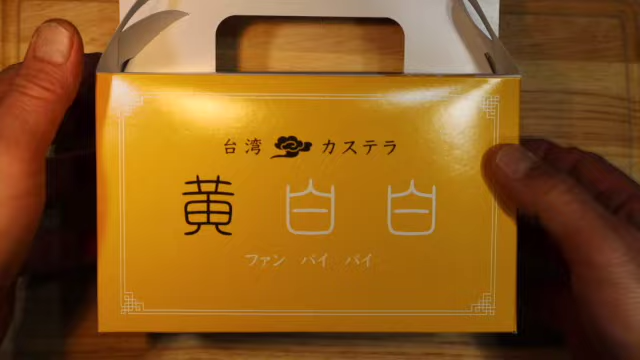 台湾 カステラ
黄白白
ファン バイ バイ